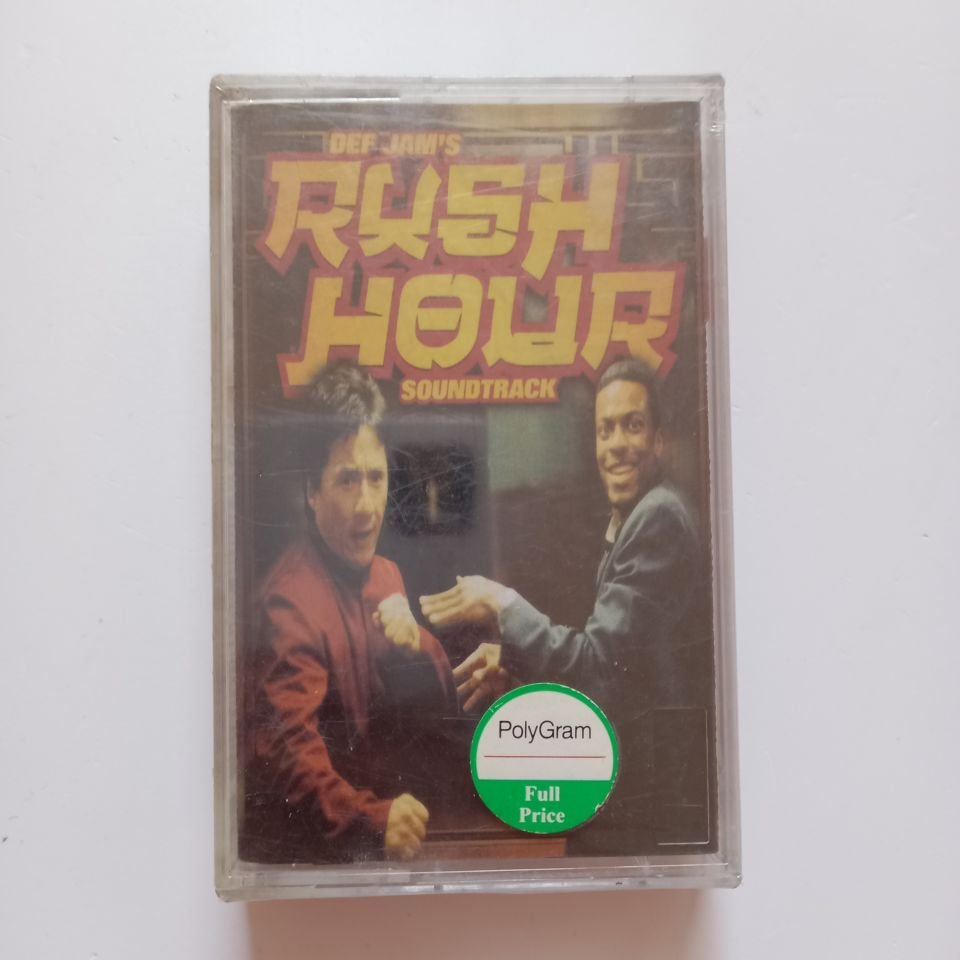 DEF JAM'S
RUSH
HOUR
SOUNDTRACK
PolyGram
Full
Price